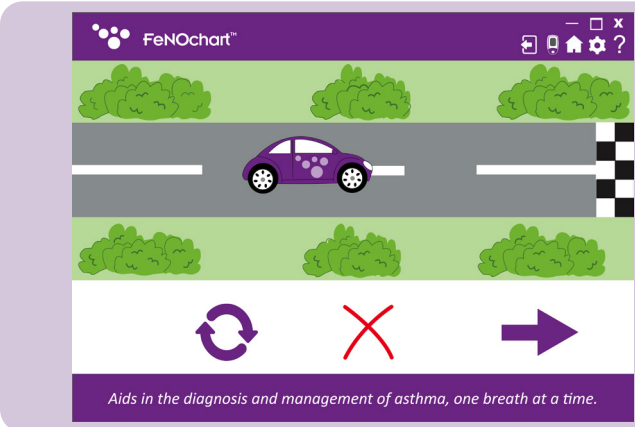 FeNOchart™
Aids in the diagnosis and management of asthma, one breath at a time.